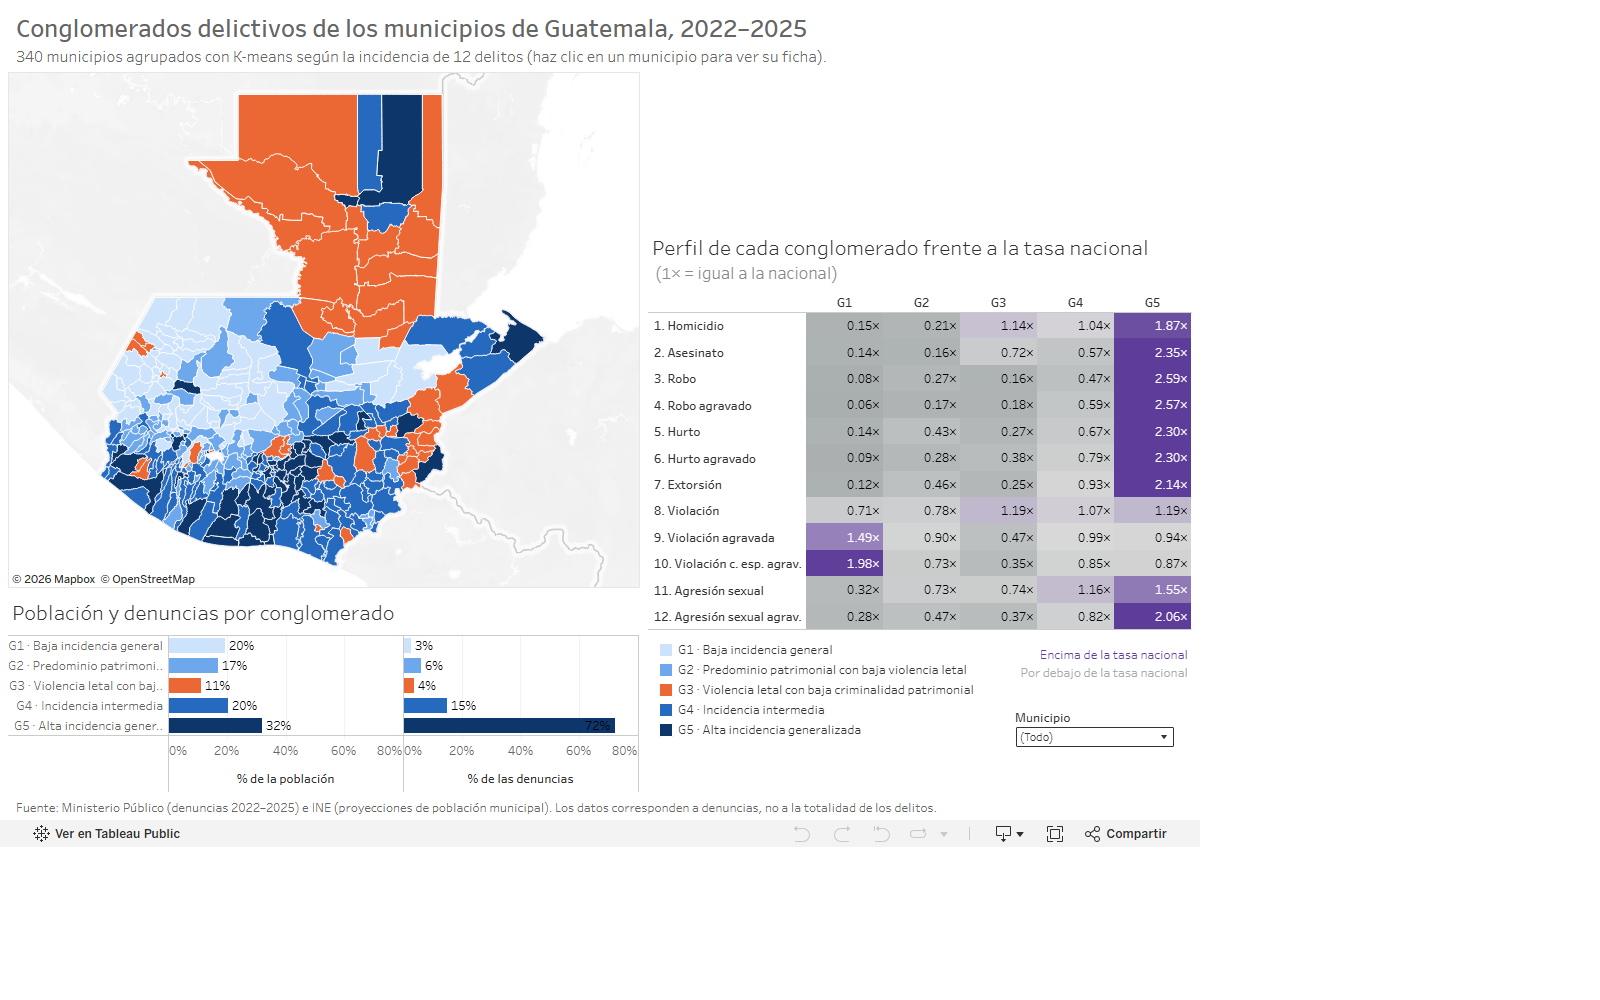 Conglomerados delictivos de los municipios de Guatemala, 2022–2025
340 municipios agrupados con K-means según la incidencia de 12 delitos (haz clic en un municipio para ver su ficha).
© 2026 Mapbox © OpenStreetMap
Perfil de cada conglomerado frente a la tasa nacional
(1× = igual a la nacional)
G1 G2 G3 G4 G5
1. Homicidio 0.15× 0.21× 1.14× 1.04× 1.87×
2. Asesinato 0.14× 0.16× 0.72× 0.57× 2.35×
3. Robo 0.08× 0.27× 0.16× 0.47× 2.59×
4. Robo agravado 0.06× 0.17× 0.18× 0.59× 2.57×
5. Hurto 0.14× 0.43× 0.27× 0.67× 2.30×
6. Hurto agravado 0.09× 0.28× 0.38× 0.79× 2.30×
7. Extorsión 0.12× 0.46× 0.25× 0.93× 2.14×
8. Violación 0.71× 0.78× 1.19× 1.07× 1.19×
9. Violación agravada 1.49× 0.90× 0.47× 0.99× 0.94×
10. Violación c. esp. agrav. 1.98× 0.73× 0.35× 0.85× 0.87×
11. Agresión sexual 0.32× 0.73× 0.74× 1.16× 1.55×
12. Agresión sexual agrav. 0.28× 0.47× 0.37× 0.82× 2.06×
G1 · Baja incidencia general
G2 · Predominio patrimonial con baja violencia letal
G3 · Violencia letal con baja criminalidad patrimonial
G4 · Incidencia intermedia
G5 · Alta incidencia generalizada
Encima de la tasa nacional
Por debajo de la tasa nacional
Municipio
(Todo)
Población y denuncias por conglomerado
G1 · Baja incidencia general 20% 3%
G2 · Predominio patrimoni.. 17% 6%
G3 · Violencia letal con baj.. 11% 4%
G4 · Incidencia intermedia 20% 15%
G5 · Alta incidencia gener.. 32% 72%
0% 20% 40% 60% 80% 0% 20% 40% 60% 80%
% de la población % de las denuncias
Fuente: Ministerio Público (denuncias 2022–2025) e INE (proyecciones de población municipal). Los datos corresponden a denuncias, no a la totalidad de los delitos.
Ver en Tableau Public Compartir